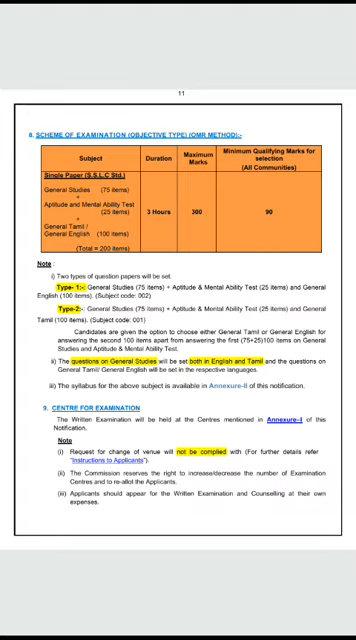 11
8. SCHEME OF EXAMINATION (OBJECTIVE TYPE) (OMR METHOD):-
Subject
Duration
Maximum
Marks
Minimum Qualifying Marks for
selection
(All Communities)
Single Paper (S.S.L.C Std.)
General Studies (75 items)
+
Aptitude and Mental Ability Test
(25 items)
+
General Tamil /
General English (100 items)
(Total = 200 items)
3 Hours
300
90
Note :
i) Two types of question papers will be set.
Type- 1:- General Studies (75 items) + Aptitude & Mental Ability Test (25 items) and General
English (100 items). (Subject code: 002)
Type-2:- General Studies (75 items) + Aptitude & Mental Ability Test (25 items) and General
Tamil (100 items). (Subject code: 001)
Candidates are given the option to choose either General Tamil or General English for
answering the second 100 items apart from answering the first (75+25)100 items on General
Studies and Aptitude & Mental Ability Test.
ii) The questions on General Studies will be set both in English and Tamil and the questions on
General Tamil/ General English will be set in the respective languages.
iii) The syllabus for the above subject is available in Annexure-II of this notification.
9. CENTRE FOR EXAMINATION
The Written Examination will be held at the Centres mentioned in Annexure-I of this
Notification.
Note
(i) Request for change of venue will not be complied with (For further details refer
"Instructions to Applicants").
(ii) The Commission reserves the right to increase/decrease the number of Examination
Centres and to re-allot the Applicants.
(iii) Applicants should appear for the Written Examination and Counselling at their own
expenses.